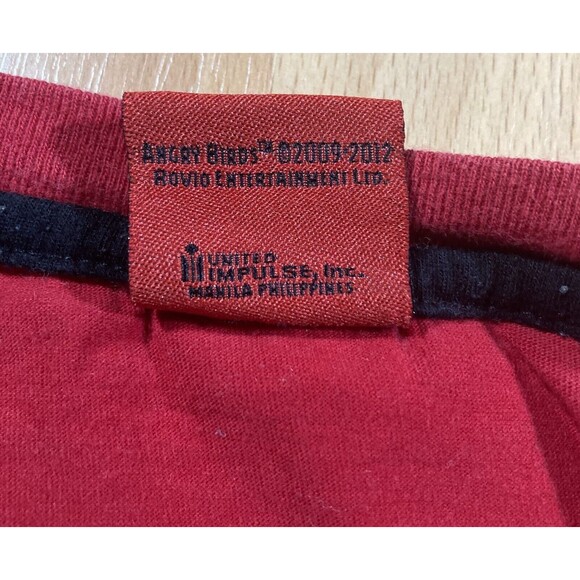 Angry Birds™ ©2009-2012
Rovio Entertainment Ltd.
UNITED
IMPULSE, Inc.
MANILA PHILIPPINES